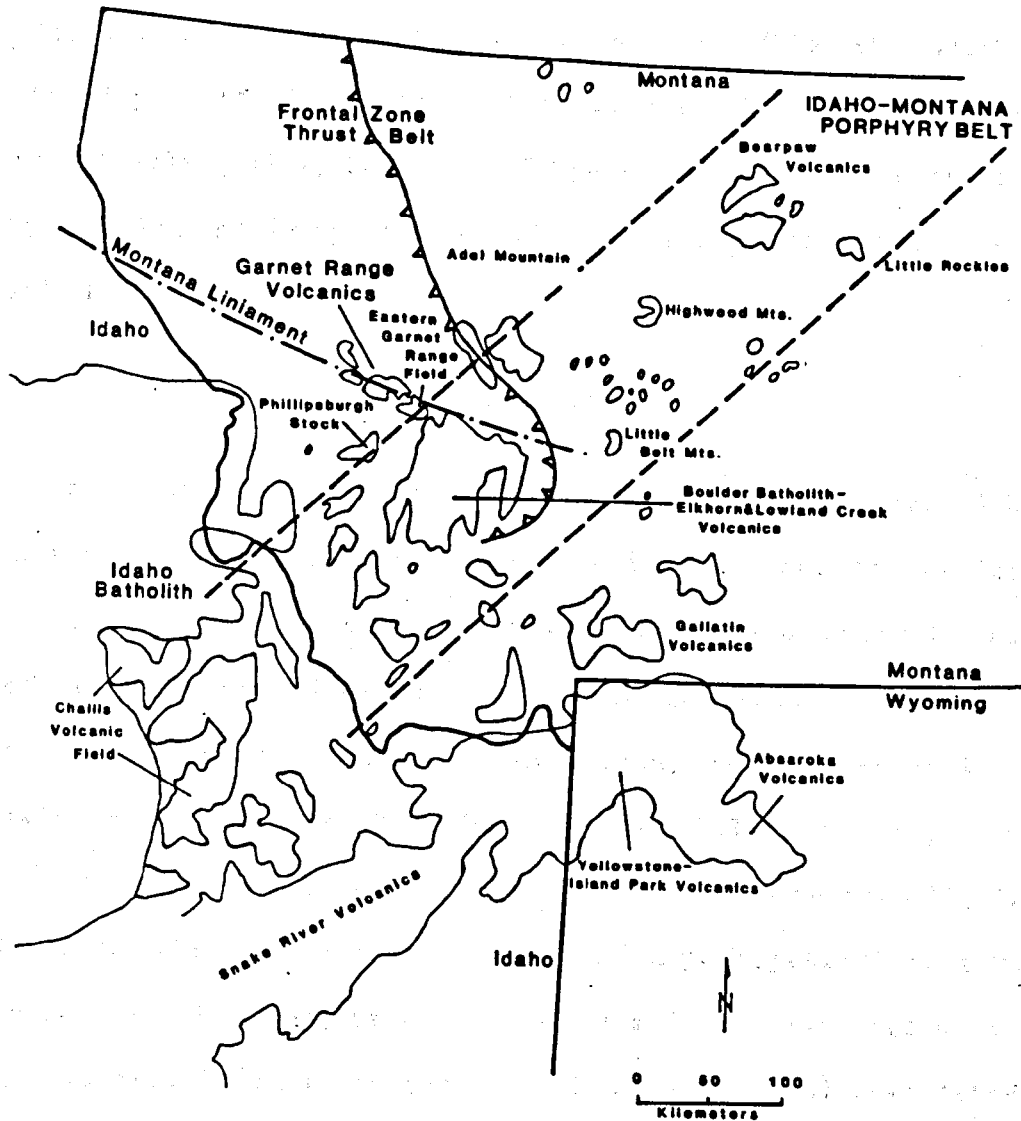 Montana
IDAHO-MONTANA
PORPHYRY BELT
Frontal Zone
Thrust Belt
Bearpaw
Volcanics
Adel Mountain
Little Rockies
Montana Liniament
Garnet Range
Volcanics
Idaho
Eastern
Garnet
Range
Field
Highwood Mts.
Phillipsburgh
Stock
Little
Belt Mts.
Boulder Batholith-
Elkhorn&Lowland Creek
Volcanics
Idaho
Batholith
Gallatin
Volcanics
Montana
Wyoming
Challis
Volcanic
Field
Absaroka
Volcanics
Yellowstone-
Island Park Volcanics
Snake River Volcanics
Idaho
N
0 50 100
Kilometers